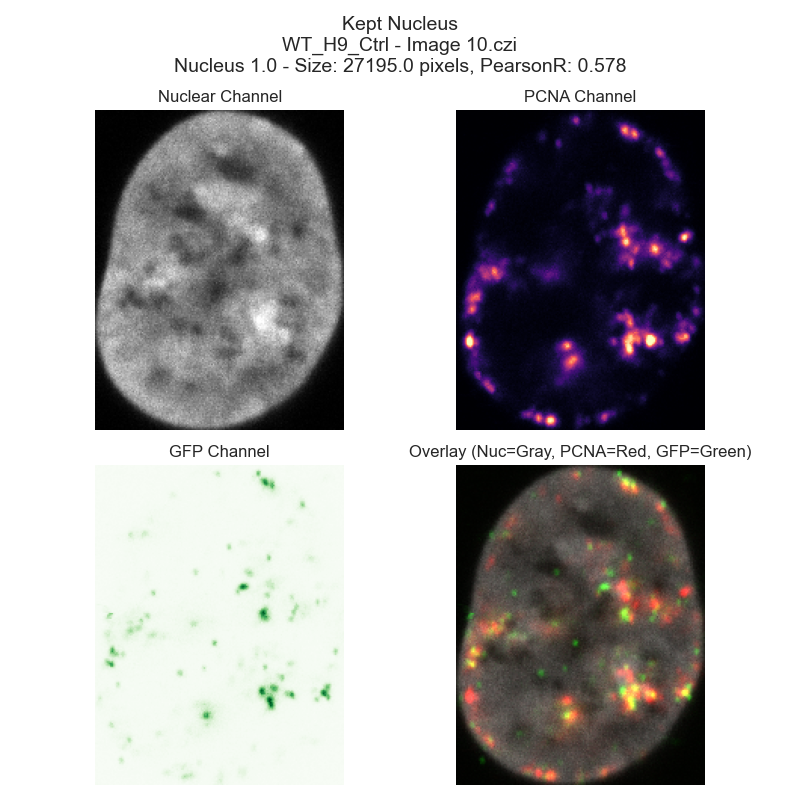 Kept Nucleus
WT_H9_Ctrl - Image 10.czi
Nucleus 1.0 - Size: 27195.0 pixels, PearsonR: 0.578
Nuclear Channel
PCNA Channel
GFP Channel
Overlay (Nuc=Gray, PCNA=Red, GFP=Green)